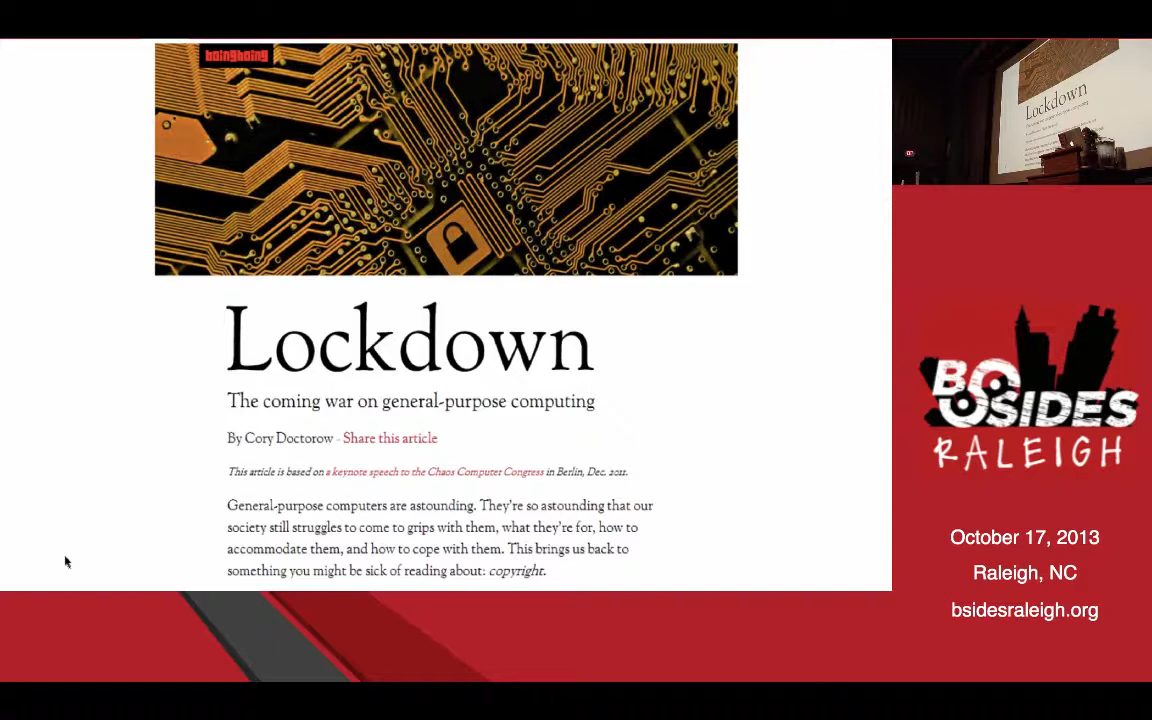 boingboing
Lockdown
The coming war on general-purpose computing
By Cory Doctorow - Share this article
This article is based on a keynote speech to the Chaos Computer Congress in Berlin, Dec. 2011.
General-purpose computers are astounding. They're so astounding that our
society still struggles to come to grips with them, what they're for, how to
accommodate them, and how to cope with them. This brings us back to
something you might be sick of reading about: copyright.
Lockdown
BSIDES
RALEIGH
October 17, 2013
Raleigh, NC
bsidesraleigh.org